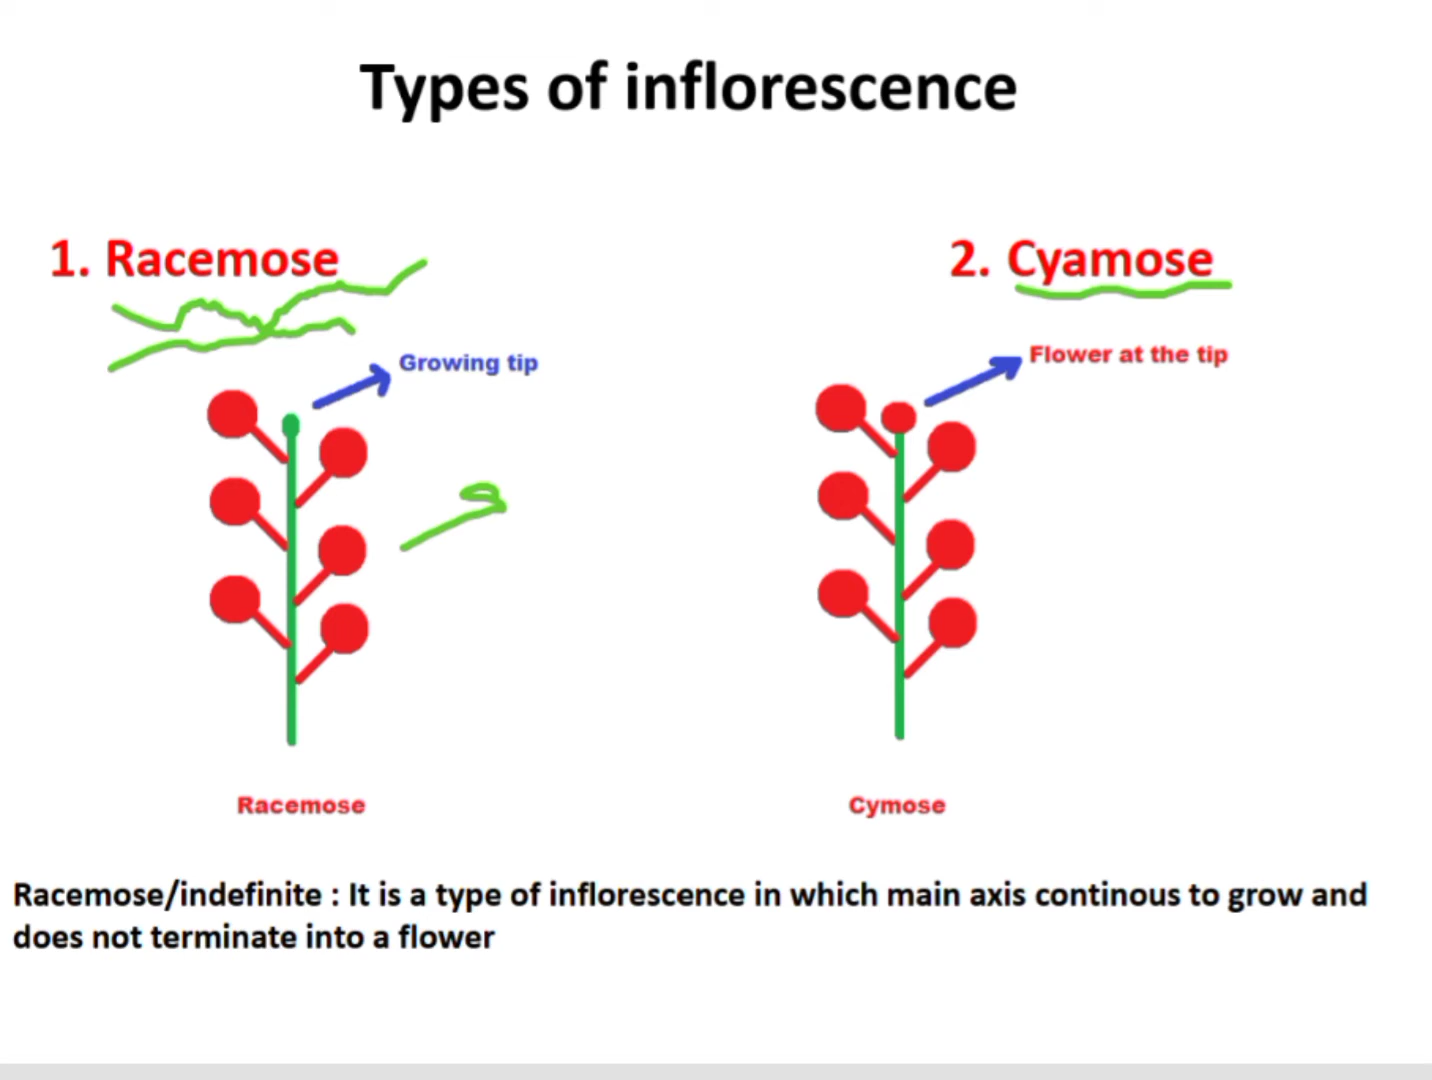 Types of inflorescence
1. Racemose
2. Cyamose
Growing tip
Flower at the tip
Racemose
Cymose
Racemose/indefinite : It is a type of inflorescence in which main axis continous to grow and
does not terminate into a flower